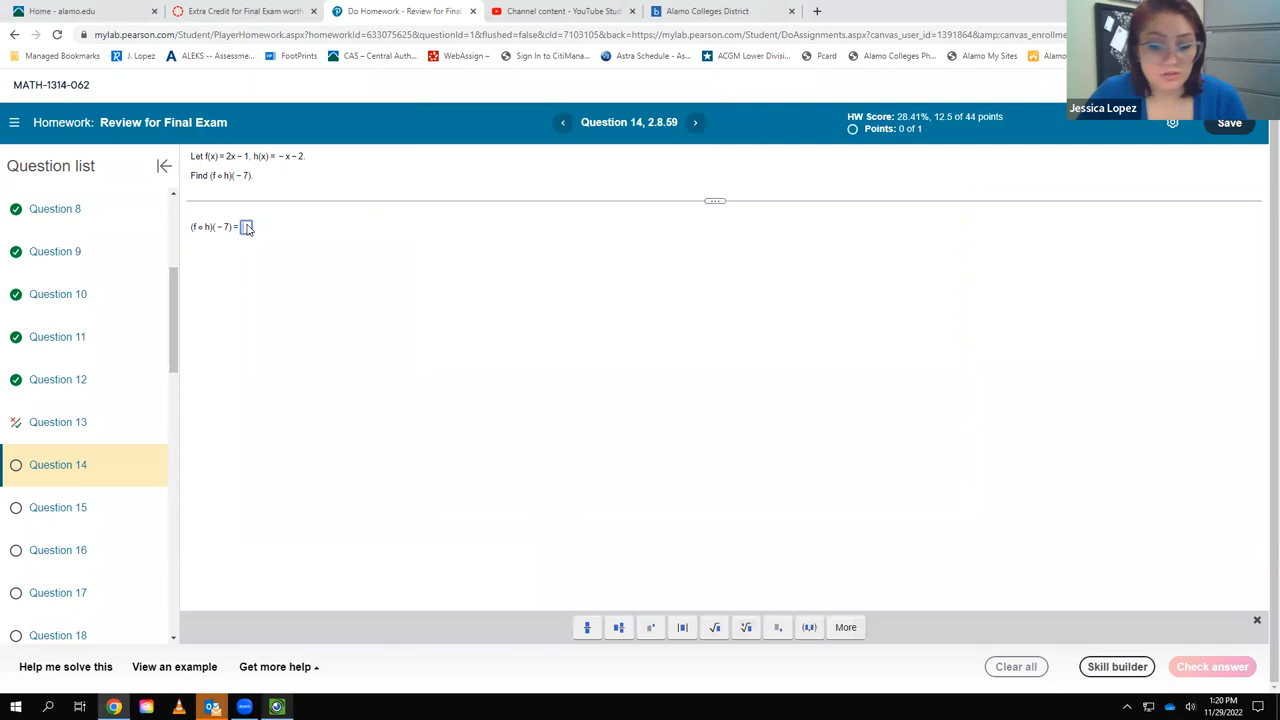 Home - alamo.edu
Extra Credit for Final Exam worth
Do Homework - Review for Final
Channel content - YouTube Stud
Alamo Colleges District
mylab.pearson.com/Student/PlayerHomework.aspx?homeworkId=633075625&questionId=1&flushed=false&cId=7103105&back=https://mylab.pearson.com/Student/DoAssignments.aspx?canvas_user_id=1391864&amp;canvas_enrollme
Managed Bookmarks
J. Lopez
ALEKS -- Assessme...
FootPrints
CAS – Central Auth...
WebAssign –
Sign In to CitiMana...
Astra Schedule - As...
ACGM Lower Divisi...
Alamo Colleges Ph...
Pcard
Alamo My Sites
Alamo
Jessica Lopez
MATH-1314-062
Homework: Review for Final Exam
Question 14, 2.8.59
HW Score: 28.41%, 12.5 of 44 points
Points: 0 of 1
Save
Question list
Question 8
Question 9
Question 10
Question 11
Question 12
Question 13
Question 14
Question 15
Question 16
Question 17
Question 18
Let f(x) = 2x − 1, h(x) = − x − 2.
Find (f ∘ h)( − 7).
(f ∘ h)( − 7) =
More
Help me solve this
View an example
Get more help
Clear all
Skill builder
Check answer
1:20 PM
11/29/2022